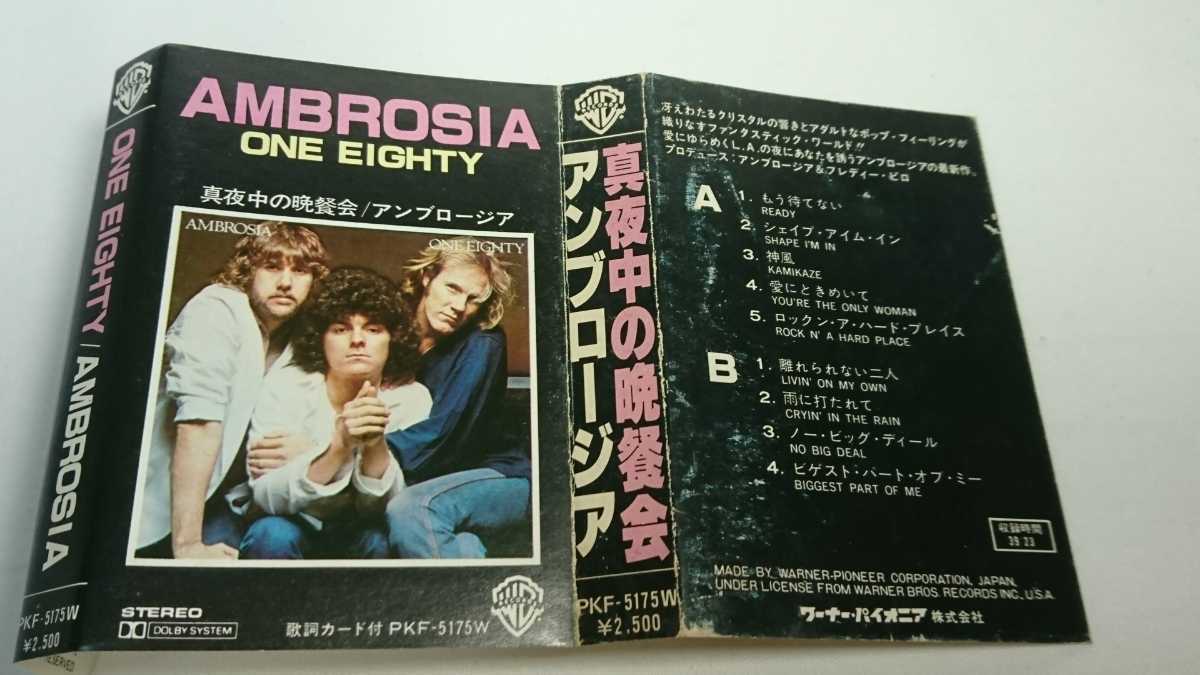 ONE EIGHTY / AMBROSIA
PKF-5175W
¥2,500
RESERVED
AMBROSIA
ONE EIGHTY
真夜中の晩餐会/アンブロージア
AMBROSIA
ONE EIGHTY
STEREO
DOLBY SYSTEM
歌詞カード付 PKF-5175W
真夜中の晩餐会
アンブロージア
PKF-5175W
¥2,500
冴えわたるクリスタルの響きとアダルトなポップ・フィーリングが
織りなすファンタスティック・ワールド!!
愛にゆらめくL.A.の夜にあなたを誘うアンブロージアの最新作。
プロデュース:アンブロージア&フレディー・ピロ
A
1. もう待てない
READY
2. シェイプ・アイム・イン
SHAPE I'M IN
3. 神風
KAMIKAZE
4. 愛にときめいて
YOU'RE THE ONLY WOMAN
5. ロックン・ア・ハード・プレイス
ROCK N' A HARD PLACE
B
1. 離れられない二人
LIVIN' ON MY OWN
2. 雨に打たれて
CRYIN' IN THE RAIN
3. ノー・ビッグ・ディール
NO BIG DEAL
4. ビゲスト・パート・オブ・ミー
BIGGEST PART OF ME
収録時間
39 23
MADE BY WARNER-PIONEER CORPORATION, JAPAN,
UNDER LICENSE FROM WARNER BROS. RECORDS INC., U.S.A.
ワーナー・パイオニア 株式会社